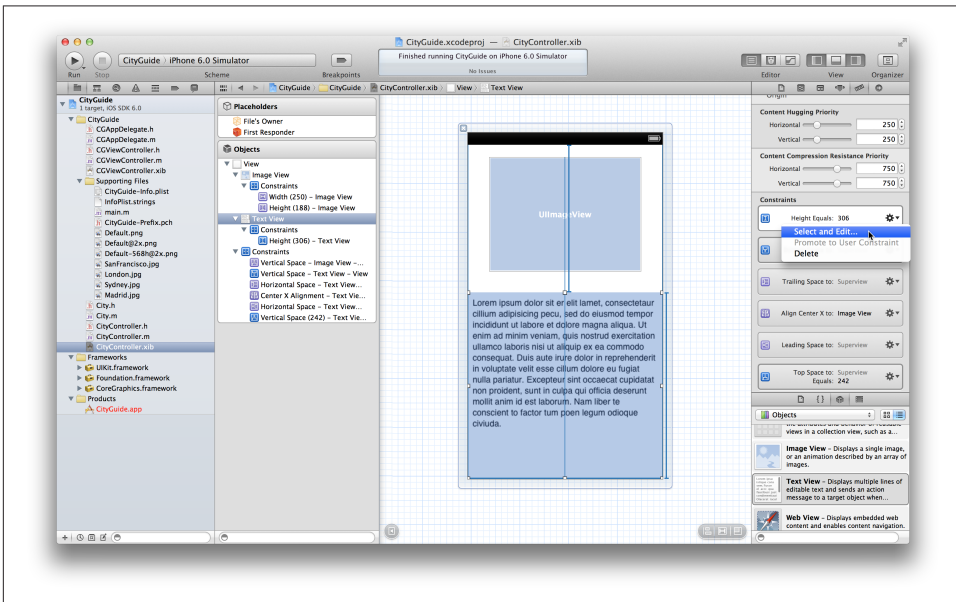 CityGuide.xcodeproj — CityController.xib
CityGuide
iPhone 6.0 Simulator
Finished running CityGuide on iPhone 6.0 Simulator
No Issues
Run
Stop
Scheme
Breakpoints
Editor
View
Organizer
CityGuide
CityGuide
CityController.xib
View
Text View
CityGuide
1 target, iOS SDK 6.0
CityGuide
CGAppDelegate.h
CGAppDelegate.m
CGViewController.h
CGViewController.m
CGViewController.xib
Supporting Files
CityGuide-Info.plist
InfoPlist.strings
main.m
CityGuide-Prefix.pch
Default.png
Default@2x.png
Default-568h@2x.png
SanFrancisco.jpg
London.jpg
Sydney.jpg
Madrid.jpg
City.h
City.m
CityController.h
CityController.m
CityController.xib
Frameworks
UIKit.framework
Foundation.framework
CoreGraphics.framework
Products
CityGuide.app
Placeholders
File's Owner
First Responder
Objects
View
Image View
Constraints
Width (250) – Image View
Height (188) – Image View
Text View
Constraints
Height (306) – Text View
Constraints
Vertical Space – Image View –...
Vertical Space – Text View – View
Horizontal Space – Text View...
Center X Alignment – Text Vie...
Horizontal Space – Text View...
Vertical Space (242) – Text Vie...
UIImageView
Lorem ipsum dolor sit er elit lamet, consectetaur
cillium adipisicing pecu, sed do eiusmod tempor
incididunt ut labore et dolore magna aliqua. Ut
enim ad minim veniam, quis nostrud exercitation
ullamco laboris nisi ut aliquip ex ea commodo
consequat. Duis aute irure dolor in reprehenderit
in voluptate velit esse cillum dolore eu fugiat
nulla pariatur. Excepteur sint occaecat cupidatat
non proident, sunt in culpa qui officia deserunt
mollit anim id est laborum. Nam liber te
conscient to factor tum poen legum odioque
civiuda.
Origin
Content Hugging Priority
Horizontal
250
Vertical
250
Content Compression Resistance Priority
Horizontal
750
Vertical
750
Constraints
Height Equals: 306
Select and Edit...
Promote to User Constraint
Delete
Trailing Space to: Superview
Align Center X to: Image View
Leading Space to: Superview
Top Space to: Superview
Equals: 242
Objects
views in a collection view, such as a...
Image View – Displays a single image,
or an animation described by an array of
images.
Text View – Displays multiple lines of
editable text and sends an action
message to a target object when...
Web View – Displays embedded web
content and enables content navigation.